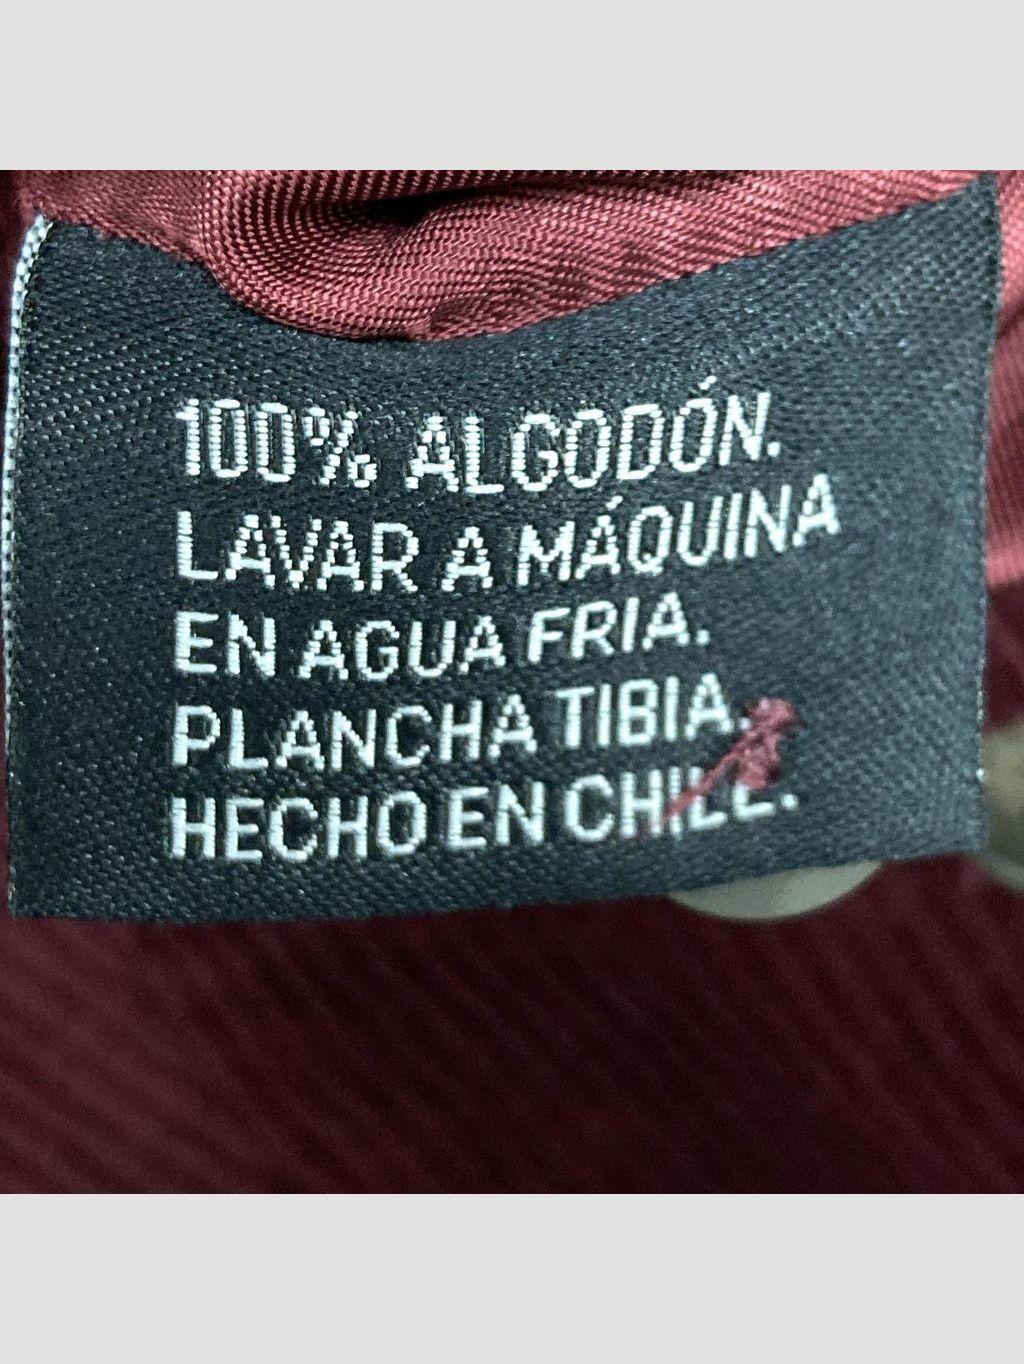 100% ALGODÓN.
LAVAR A MÁQUINA
EN AGUA FRIA.
PLANCHA TIBIA.
HECHO EN CHILE.